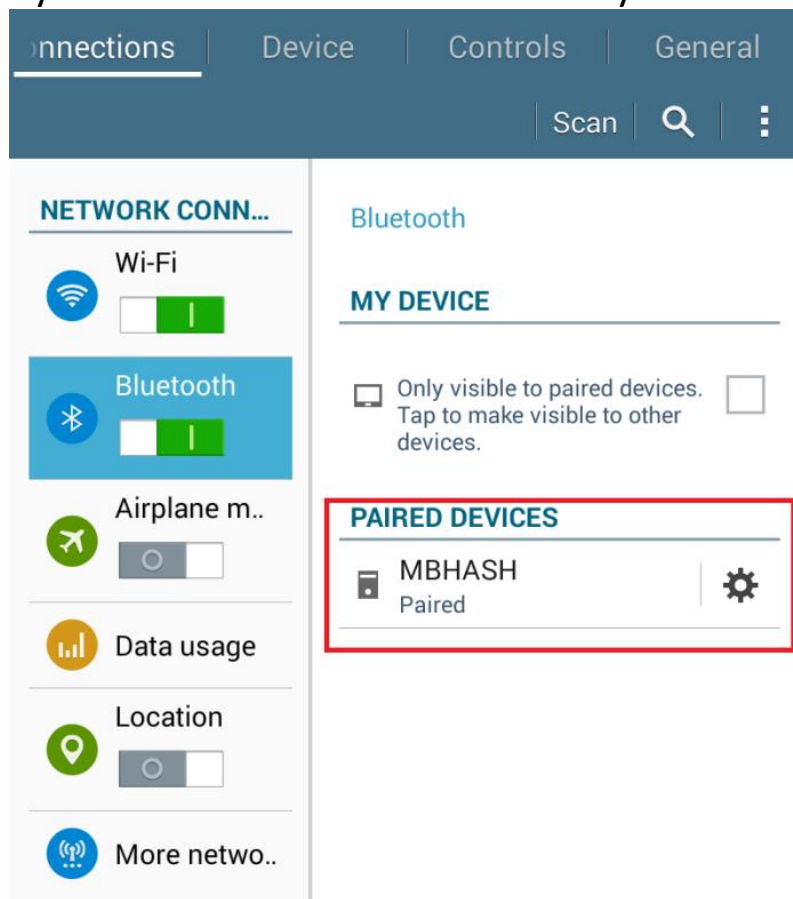 onnections
Device
Controls
General
Scan
NETWORK CONN...
Wi-Fi
Bluetooth
Airplane m..
Data usage
Location
More netwo..
Bluetooth
MY DEVICE
Only visible to paired devices.
Tap to make visible to other
devices.
PAIRED DEVICES
MBHASH
Paired